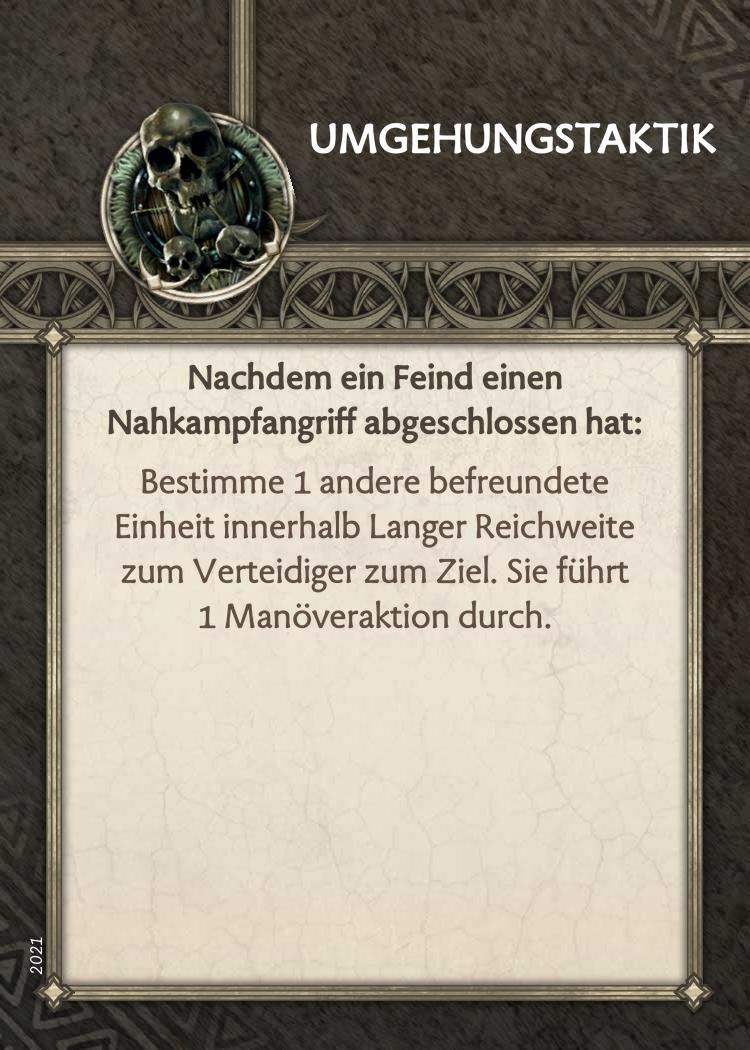 UMGEHUNGSTAKTIK
Nachdem ein Feind einen
Nahkampfangriff abgeschlossen hat:
Bestimme 1 andere befreundete
Einheit innerhalb Langer Reichweite
zum Verteidiger zum Ziel. Sie führt
1 Manöveraktion durch.
2021